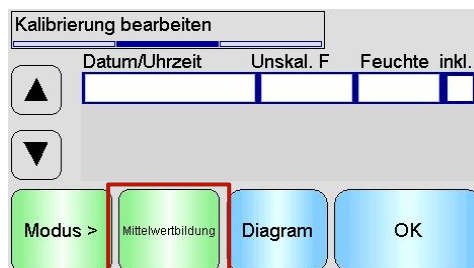 Kalibrierung bearbeiten
Datum/Uhrzeit Unskal. F Feuchte inkl.
Modus > Mittelwertbildung Diagram OK